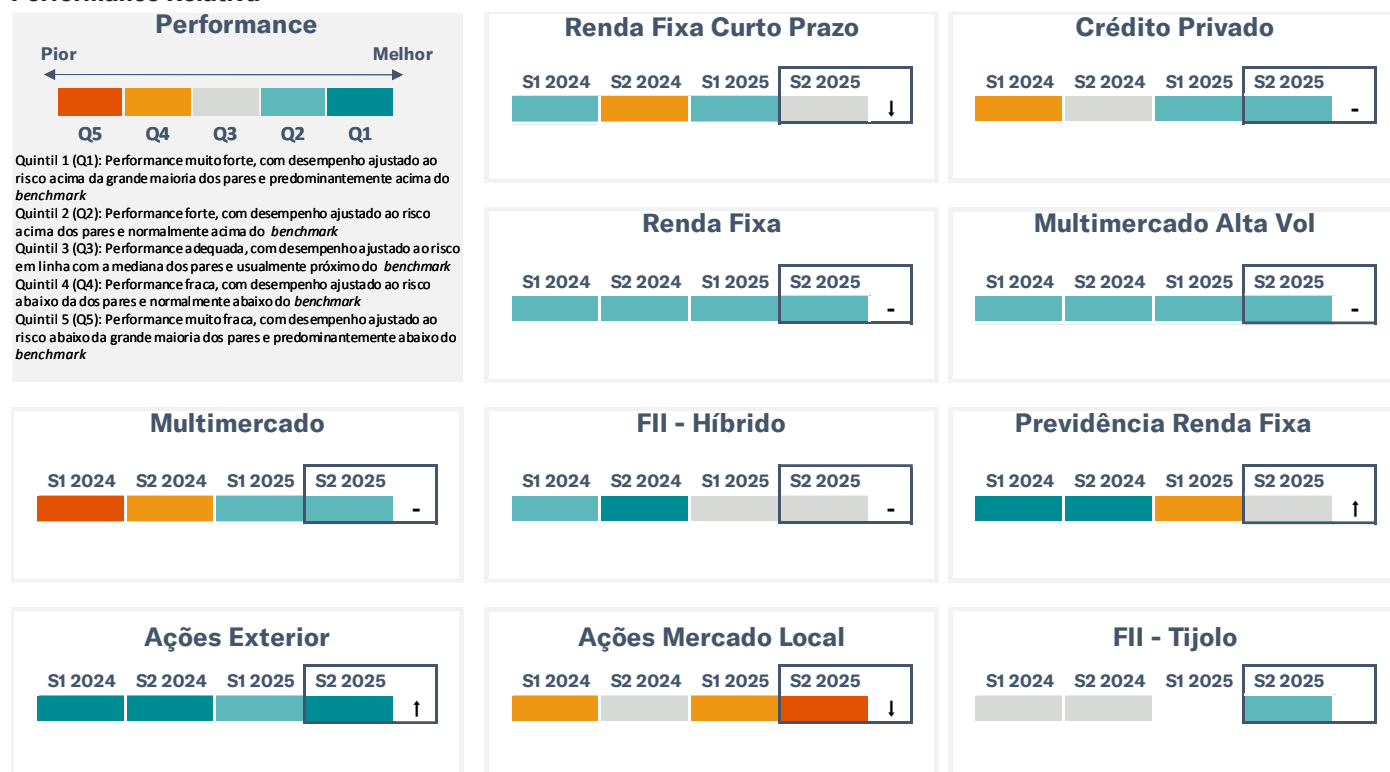 Performance Relativa
Performance
Pior Melhor
Q5 Q4 Q3 Q2 Q1
Quintil 1 (Q1): Performance muito forte, com desempenho ajustado ao
risco acima da grande maioria dos pares e predominantemente acima do
benchmark
Quintil 2 (Q2): Performance forte, com desempenho ajustado ao risco
acima dos pares e normalmente acima do benchmark
Quintil 3 (Q3): Performance adequada, com desempenho ajustado ao risco
em linha com a mediana dos pares e usualmente próximo do benchmark
Quintil 4 (Q4): Performance fraca, com desempenho ajustado ao risco
abaixo da dos pares e normalmente abaixo do benchmark
Quintil 5 (Q5): Performance muito fraca, com desempenho ajustado ao
risco abaixo da grande maioria dos pares e predominantemente abaixo do
benchmark
Renda Fixa Curto Prazo
S1 2024 S2 2024 S1 2025 S2 2025
↓
Crédito Privado
S1 2024 S2 2024 S1 2025 S2 2025
-
Renda Fixa
S1 2024 S2 2024 S1 2025 S2 2025
-
Multimercado Alta Vol
S1 2024 S2 2024 S1 2025 S2 2025
-
Multimercado
S1 2024 S2 2024 S1 2025 S2 2025
-
FII - Híbrido
S1 2024 S2 2024 S1 2025 S2 2025
-
Previdência Renda Fixa
S1 2024 S2 2024 S1 2025 S2 2025
↑
Ações Exterior
S1 2024 S2 2024 S1 2025 S2 2025
↑
Ações Mercado Local
S1 2024 S2 2024 S1 2025 S2 2025
↓
FII - Tijolo
S1 2024 S2 2024 S1 2025 S2 2025